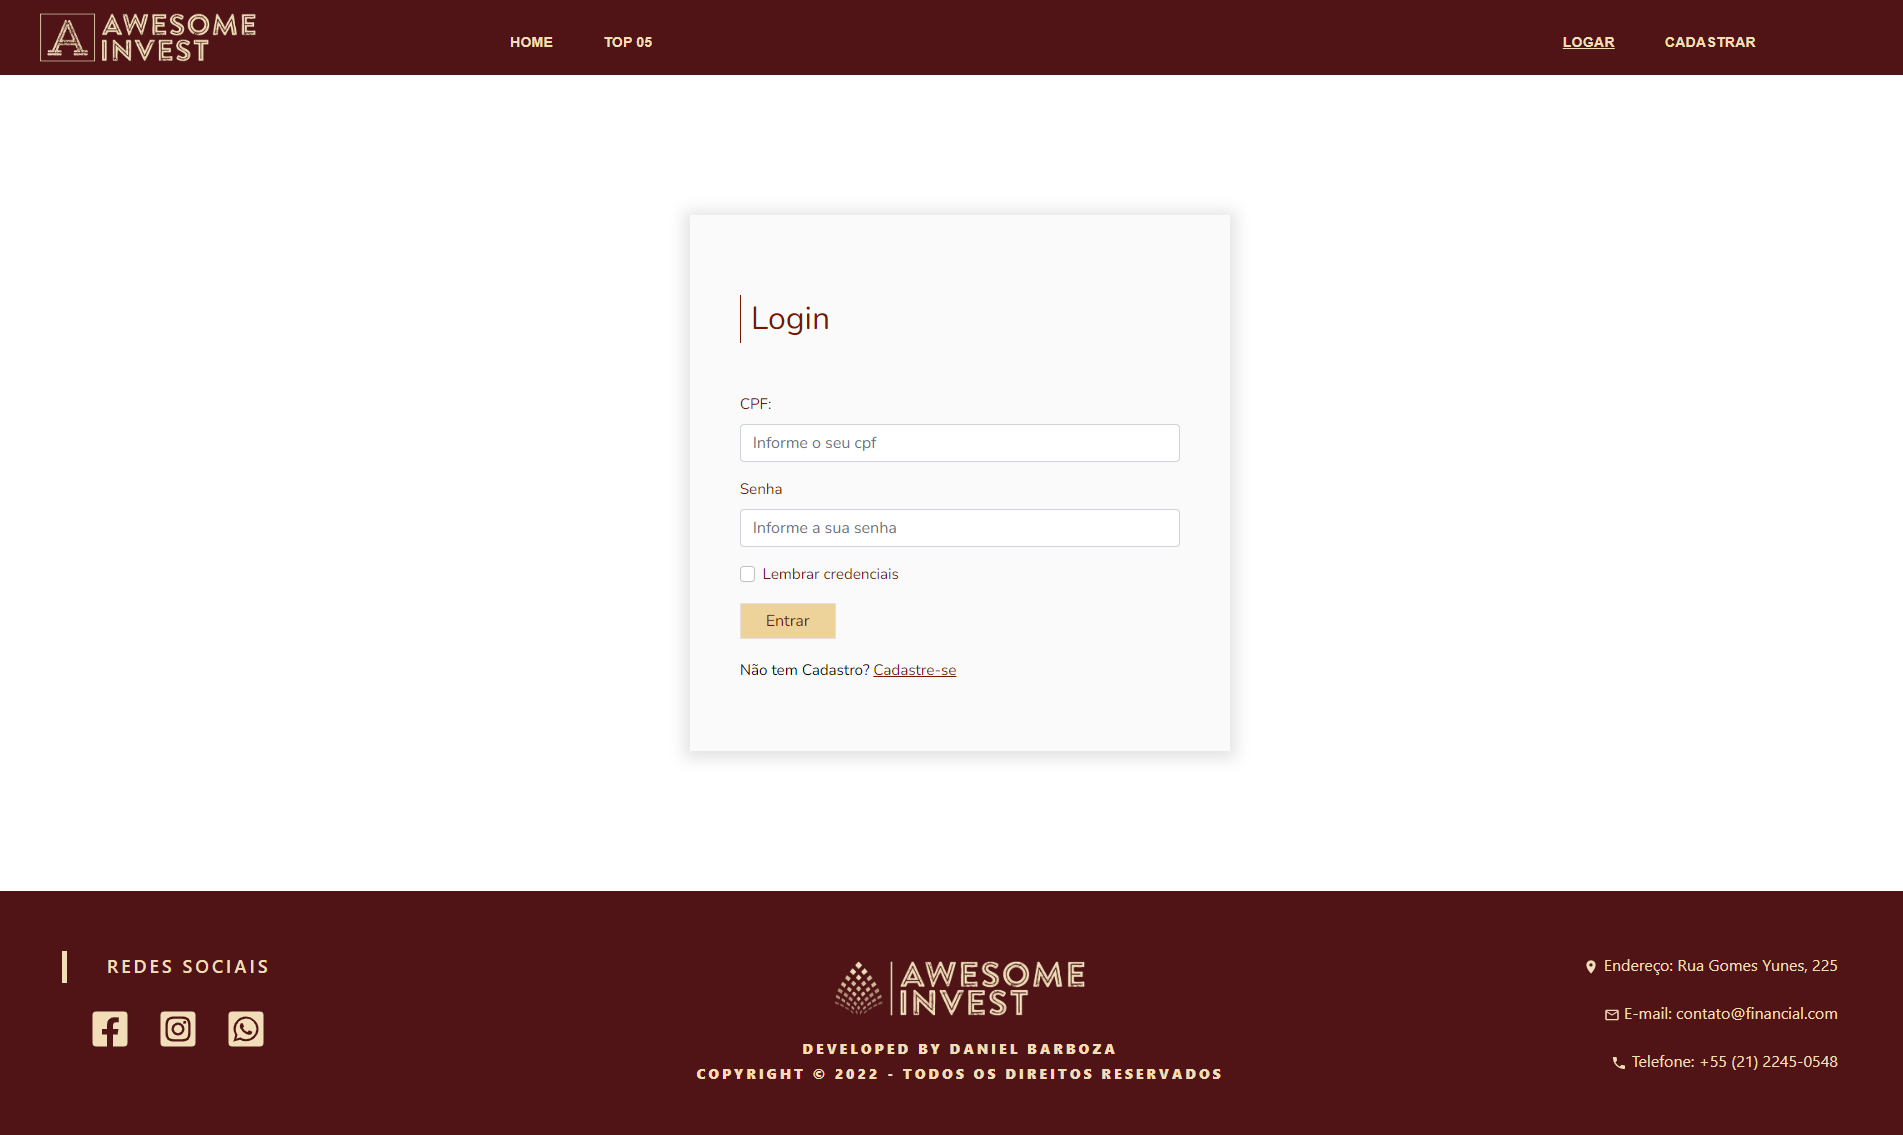 A AWESOME
INVEST
HOME
TOP 05
LOGAR
CADASTRAR
Login
CPF:
Informe o seu cpf
Senha
Informe a sua senha
Lembrar credenciais
Entrar
Não tem Cadastro? Cadastre-se
REDES SOCIAIS
AWESOME
INVEST
DEVELOPED BY DANIEL BARBOZA
COPYRIGHT © 2022 - TODOS OS DIREITOS RESERVADOS
Endereço: Rua Gomes Yunes, 225
E-mail: contato@financial.com
Telefone: +55 (21) 2245-0548